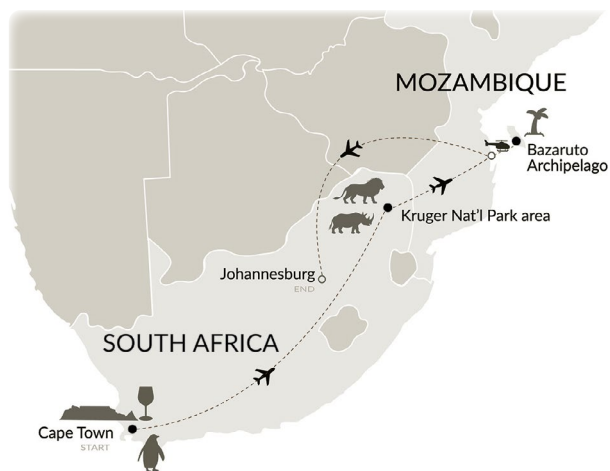 MOZAMBIQUE
Bazaruto
Archipelago
Kruger Nat'l Park area
Johannesburg
END
SOUTH AFRICA
Cape Town
START